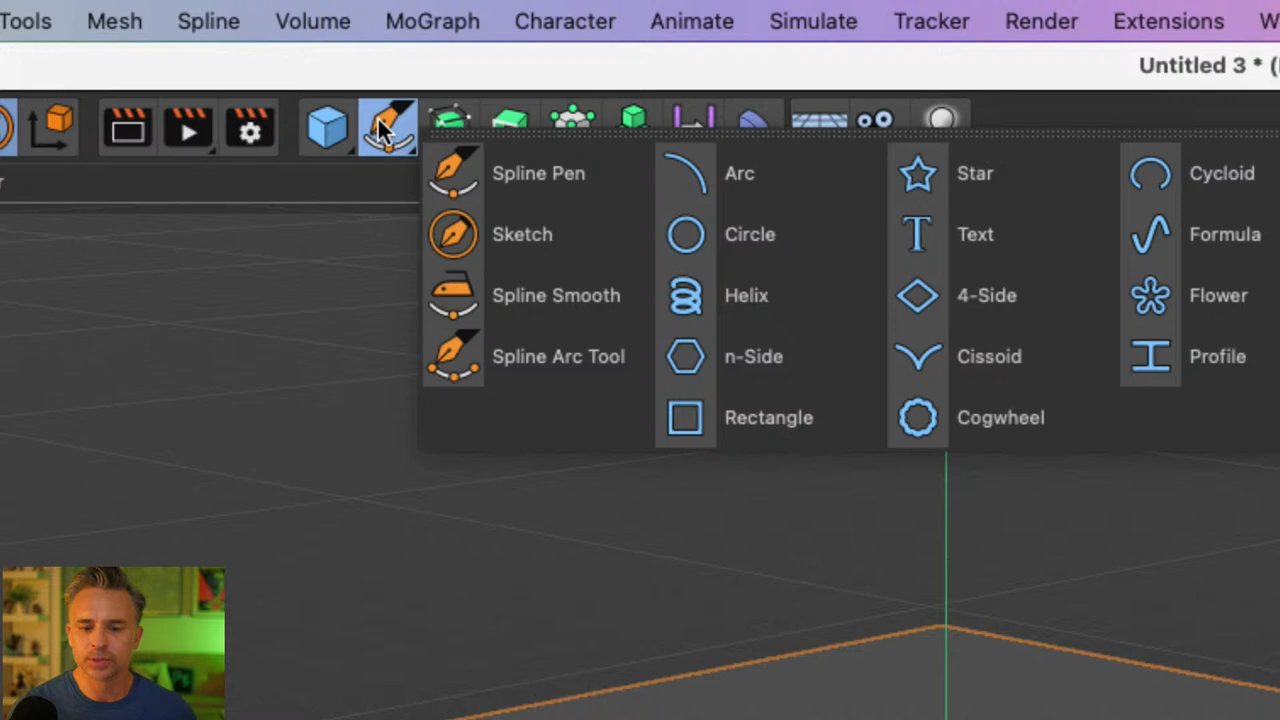 Tools Mesh Spline Volume MoGraph Character Animate Simulate Tracker Render Extensions W
Untitled 3 * (
r
Spline Pen Arc Star Cycloid
Sketch Circle Text Formula
Spline Smooth Helix 4-Side Flower
Spline Arc Tool n-Side Cissoid Profile
Rectangle Cogwheel